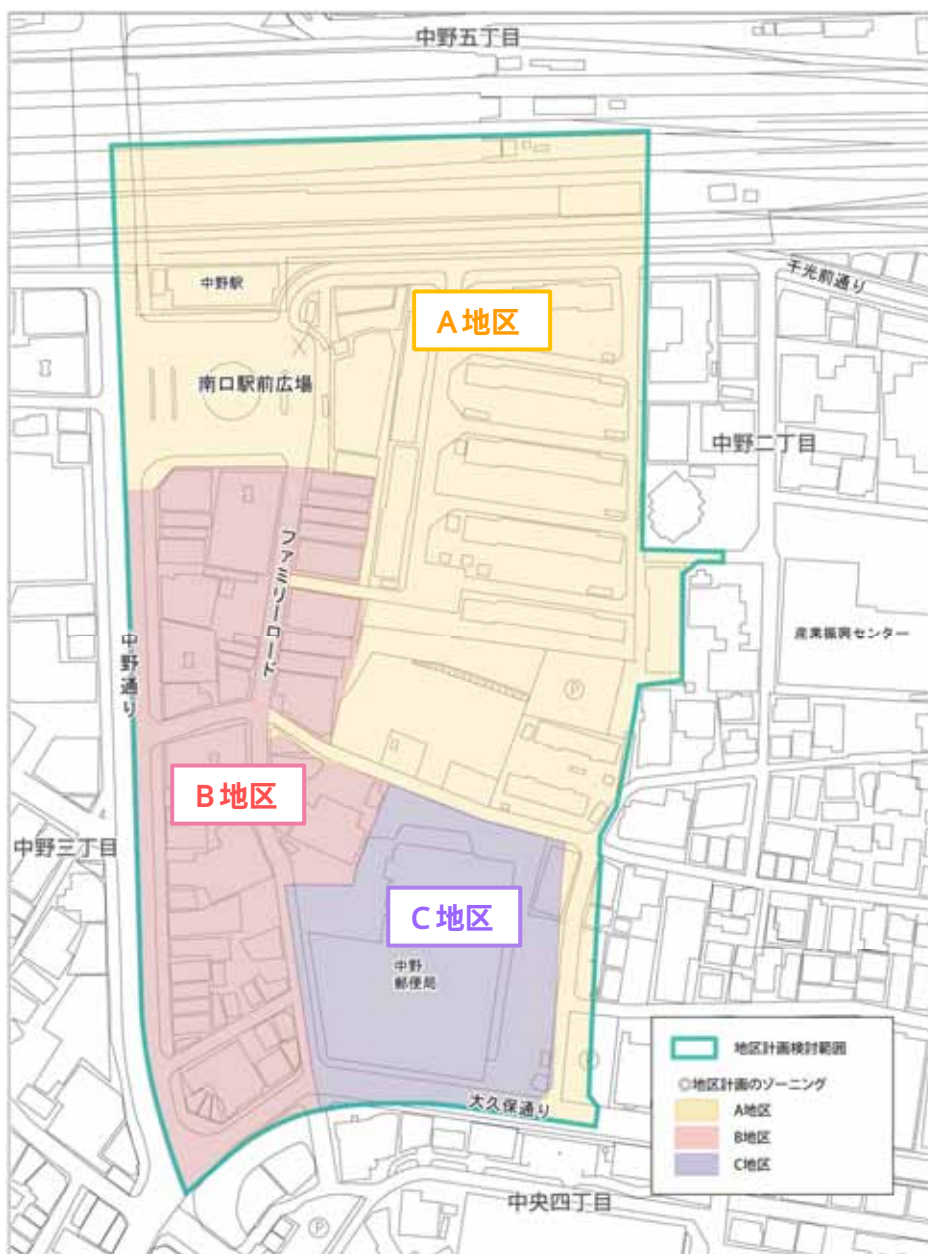 中野五丁目
千光前通り
中野駅
A地区
南口駅前広場
中野二丁目
ファミリーロード
産業振興センター
中野通り
P
B地区
中野三丁目
C地区
中野
郵便局
地区計画検討範囲
◎地区計画のゾーニング
A地区
B地区
C地区
大久保通り
中央四丁目
P